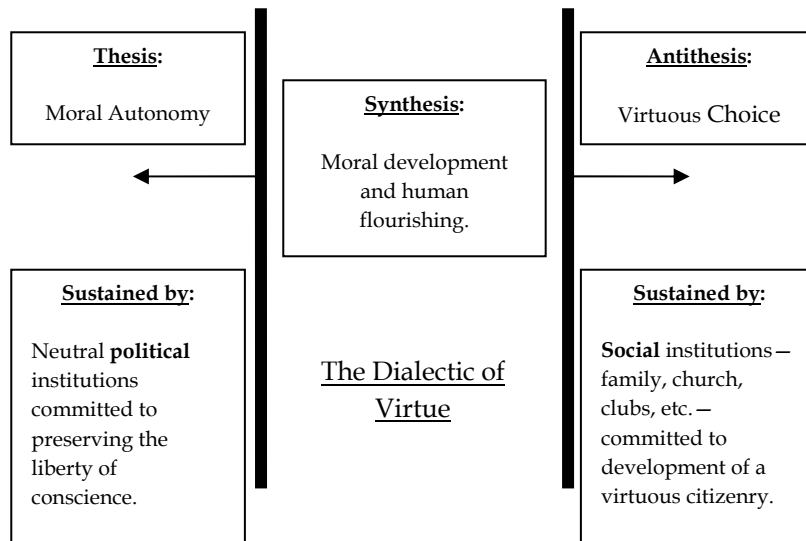 Thesis:
Moral Autonomy
Synthesis:
Moral development
and human
flourishing.
Antithesis:
Virtuous Choice
Sustained by:
Neutral political
institutions
committed to
preserving the
liberty of
conscience.
The Dialectic of
Virtue
Sustained by:
Social institutions—
family, church,
clubs, etc.—
committed to
development of a
virtuous citizenry.